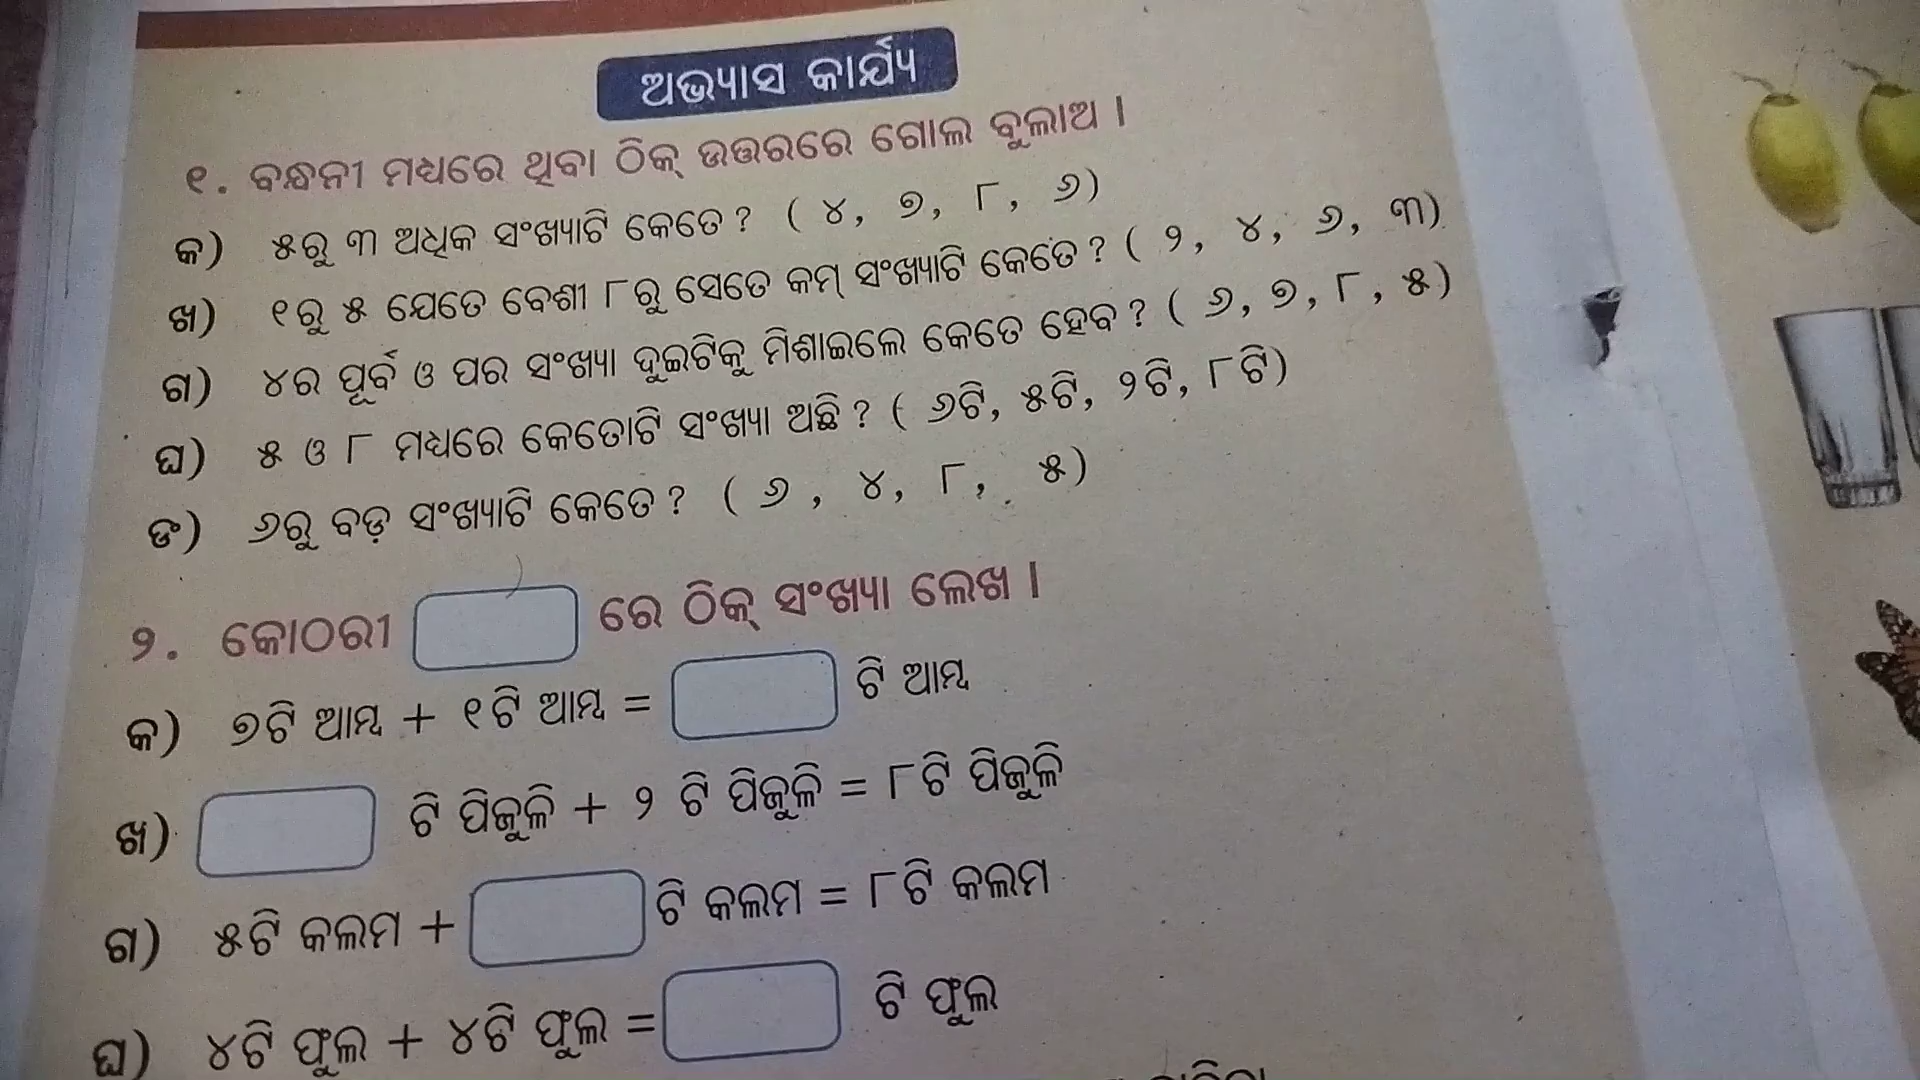 ଅଭ୍ୟାସ କାର୍ଯ୍ୟ
୧. ବନ୍ଧନୀ ମଧ୍ୟରେ ଥିବା ଠିକ୍ ଉତ୍ତରରେ ଗୋଲ ବୁଲାଅ ।
କ) ୫ରୁ ୩ ଅଧିକ ସଂଖ୍ୟାଟି କେତେ ? ( ୪, ୭, ୮, ୬)
ଖ) ୧ରୁ ୫ ଯେତେ ବେଶୀ ୮ରୁ ସେତେ କମ୍ ସଂଖ୍ୟାଟି କେତେ ? ( ୨, ୪, ୬, ୩)
ଗ) ୪ର ପୂର୍ବ ଓ ପର ସଂଖ୍ୟା ଦୁଇଟିକୁ ମିଶାଇଲେ କେତେ ହେବ ? ( ୬, ୭, ୮, ୫)
ଘ) ୫ ଓ ୮ ମଧ୍ୟରେ କେତୋଟି ସଂଖ୍ୟା ଅଛି ? ( ୬ଟି, ୫ଟି, ୨ଟି, ୮ଟି)
ଙ) ୬ରୁ ବଡ଼ ସଂଖ୍ୟାଟି କେତେ ? ( ୬, ୪, ୮, ୫)
୨. କୋଠରୀ ରେ ଠିକ୍ ସଂଖ୍ୟା ଲେଖ ।
କ) ୭ଟି ଆମ୍ବ + ୧ଟି ଆମ୍ବ = ଟି ଆମ୍ବ
ଖ) ଟି ପିଜୁଳି + ୨ ଟି ପିଜୁଳି = ୮ଟି ପିଜୁଳି
ଗ) ୫ଟି କଲମ + ଟି କଲମ = ୮ଟି କଲମ
ଘ) ୪ଟି ଫୁଲ + ୪ଟି ଫୁଲ = ଟି ଫୁଲ